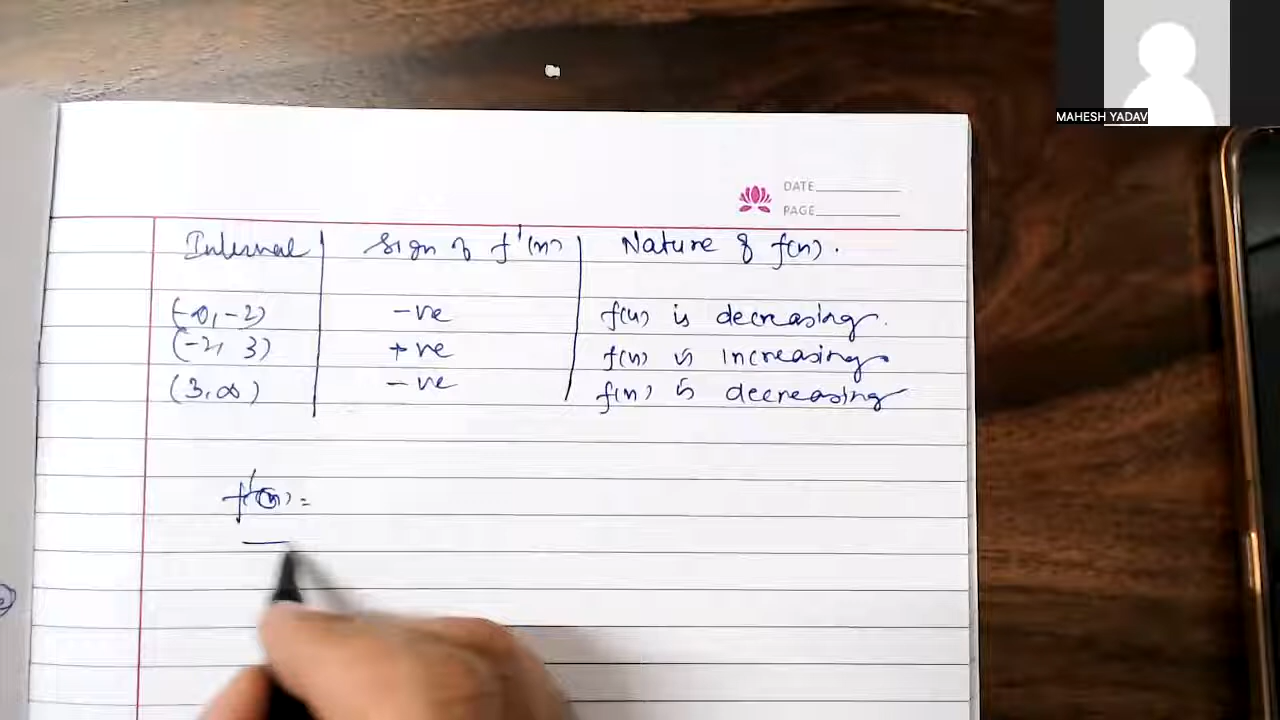 MAHESH YADAV
DATE
PAGE
Interval Sign of f'(x) Nature of f(x).
(-∞, -2) -ve f(x) is decreasing.
(-2, 3) +ve f(x) is increasing.
(3, ∞) -ve f(x) is decreasing
f'(x) =